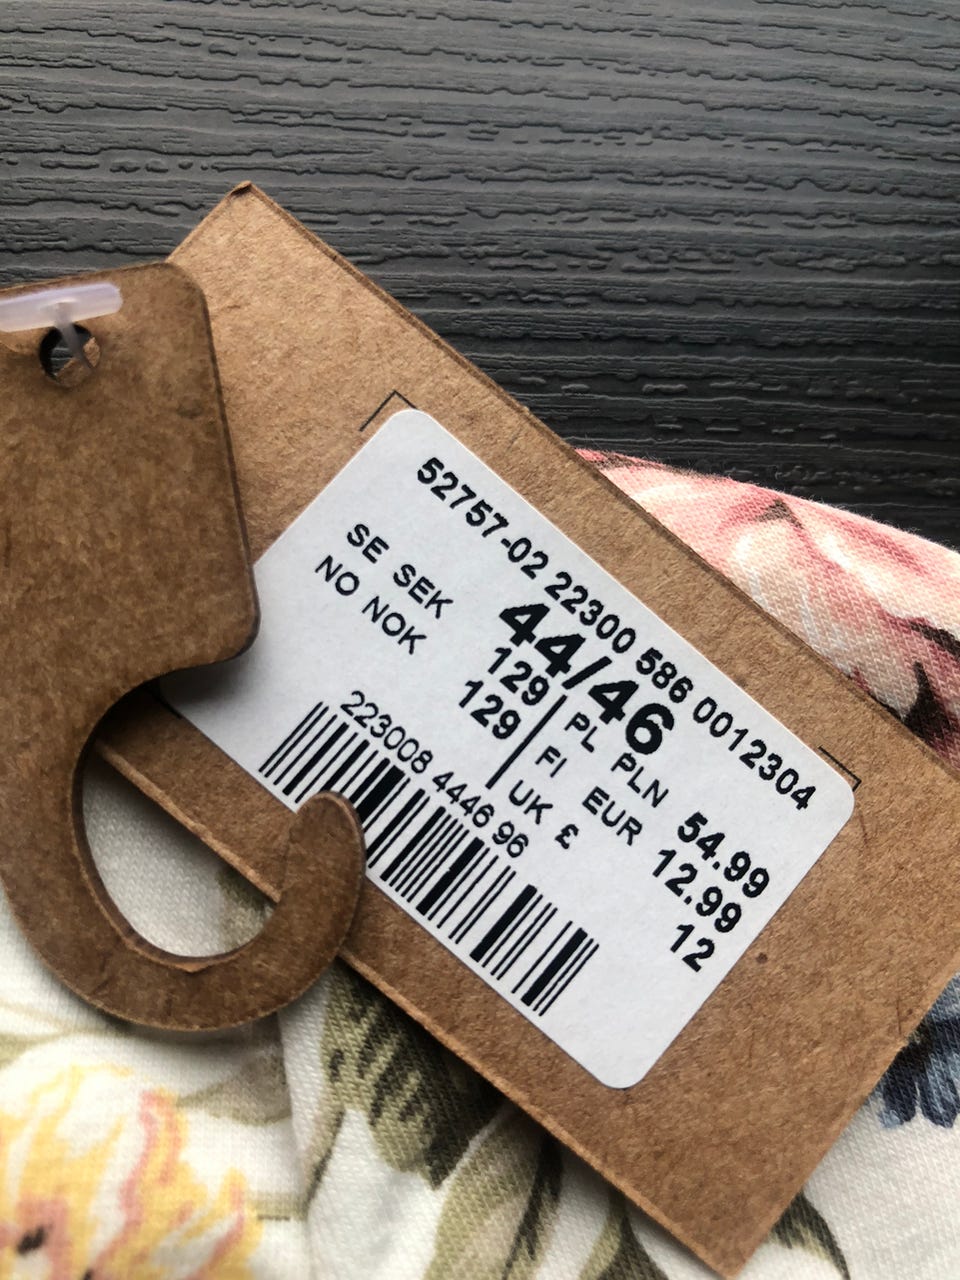 52757-02 22300 586 0012304
44/46
SE SEK 129
NO NOK 129
PL PLN 54.99
FI EUR 12.99
UK £ 12
223008 4446 96